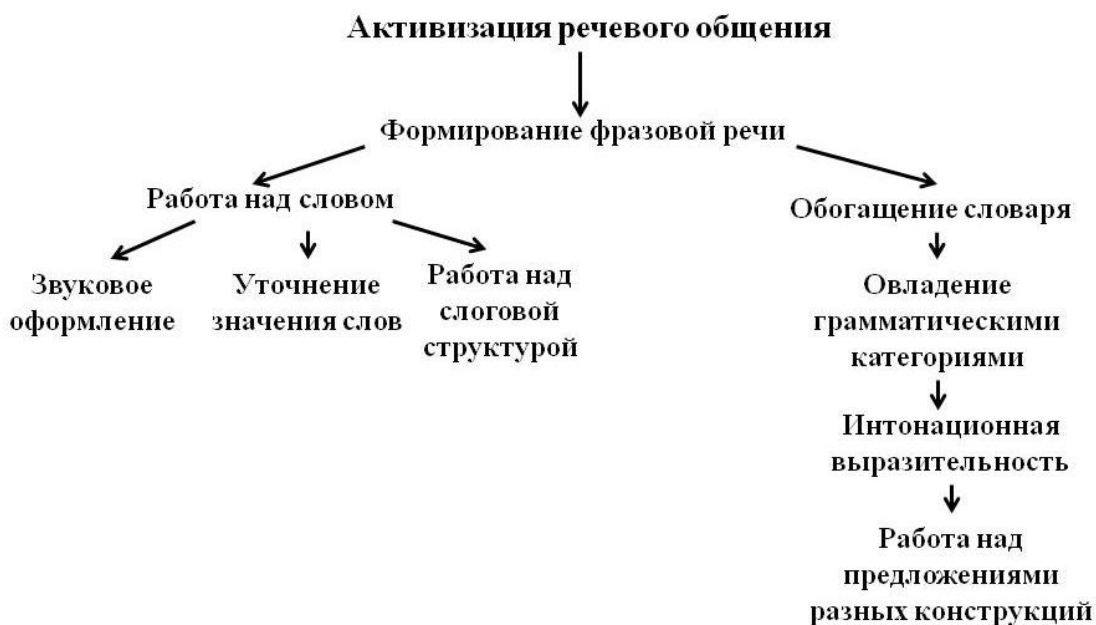 Активизация речевого общения
Формирование фразовой речи
Работа над словом
Звуковое
оформление
Уточнение
значения слов
Работа над
слоговой
структурой
Обогащение словаря
Овладение
грамматическими
категориями
Интонационная
выразительность
Работа над
предложениями
разных конструкций